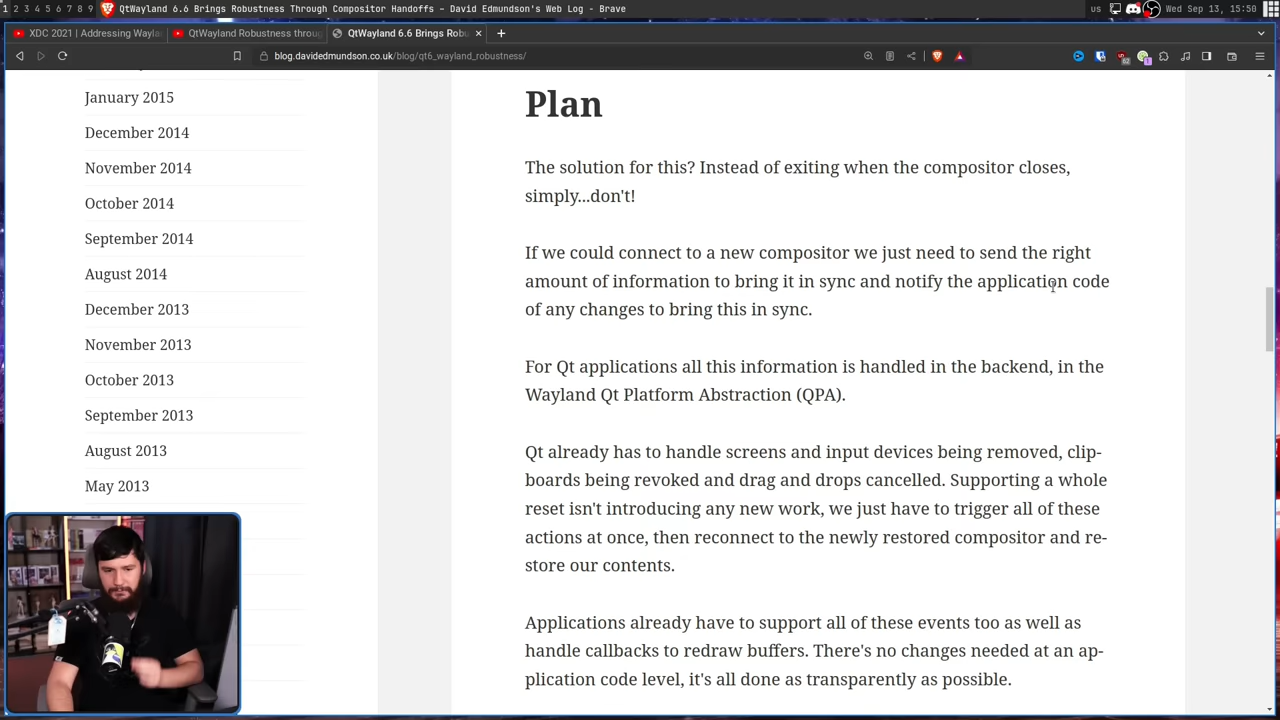 1 2 3 4 5 6 7 8 9 QtWayland 6.6 Brings Robustness Through Compositor Handoffs – David Edmundson's Web Log - Brave
us Wed Sep 13, 15:50
XDC 2021 | Addressing Wayla
QtWayland Robustness throug
QtWayland 6.6 Brings Robu
blog.davidedmundson.co.uk/blog/qt6_wayland_robustness/
January 2015
December 2014
November 2014
October 2014
September 2014
August 2014
December 2013
November 2013
October 2013
September 2013
August 2013
May 2013
Plan
The solution for this? Instead of exiting when the compositor closes,
simply...don't!
If we could connect to a new compositor we just need to send the right
amount of information to bring it in sync and notify the application code
of any changes to bring this in sync.
For Qt applications all this information is handled in the backend, in the
Wayland Qt Platform Abstraction (QPA).
Qt already has to handle screens and input devices being removed, clip-
boards being revoked and drag and drops cancelled. Supporting a whole
reset isn't introducing any new work, we just have to trigger all of these
actions at once, then reconnect to the newly restored compositor and re-
store our contents.
Applications already have to support all of these events too as well as
handle callbacks to redraw buffers. There's no changes needed at an ap-
plication code level, it's all done as transparently as possible.